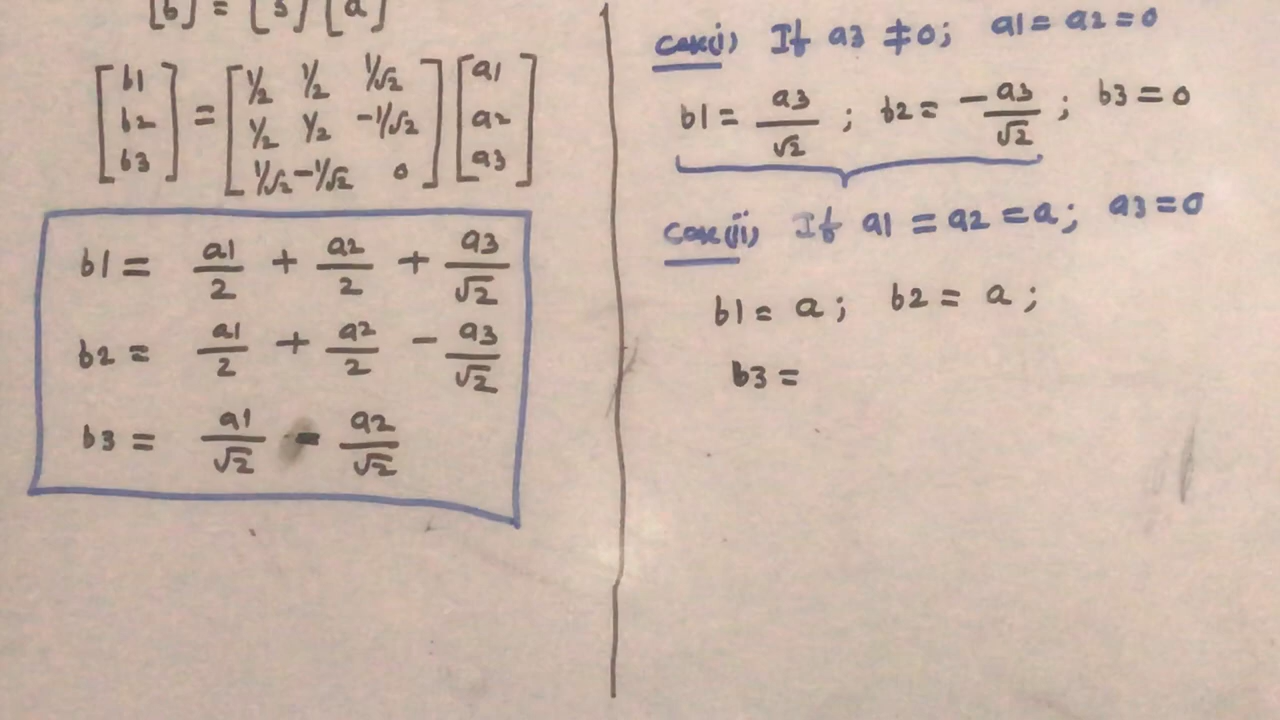 [b] = [s] [a]
[b1 b2 b3] = [1/2 1/2 1/√2; 1/2 1/2 -1/√2; 1/√2 -1/√2 0] [a1 a2 a3]
b1 = a1/2 + a2/2 + a3/√2
b2 = a1/2 + a2/2 - a3/√2
b3 = a1/√2 - a2/√2
Case(i) If a3 ≠ 0; a1 = a2 = 0
b1 = a3/√2 ; b2 = -a3/√2 ; b3 = 0
Case(ii) If a1 = a2 = a; a3 = 0
b1 = a; b2 = a;
b3 =